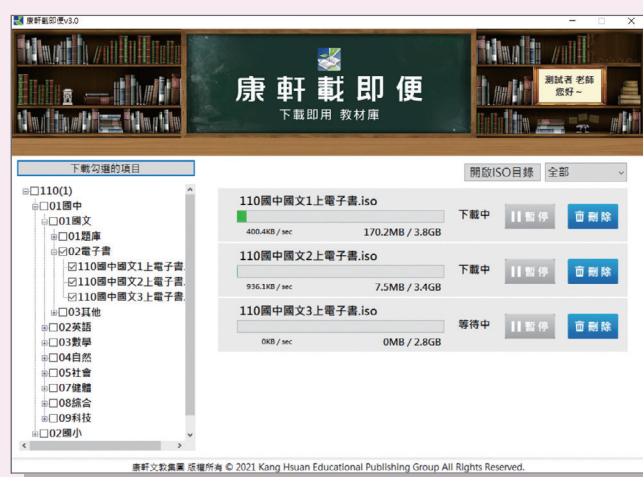 康軒載即便v3.0
康軒載即便
下載即用 教材庫
測試者 老師
您好~
下載勾選的項目
開啟ISO目錄
全部
110(1)
01國中
01國文
01題庫
02電子書
110國中國文1上電子書.
110國中國文2上電子書.
110國中國文3上電子書.
03其他
02英語
03數學
04自然
05社會
07健體
08綜合
09科技
02國小
110國中國文1上電子書.iso
400.4KB / sec
170.2MB / 3.8GB
下載中
暫停
刪除
110國中國文2上電子書.iso
936.1KB / sec
7.5MB / 3.4GB
下載中
暫停
刪除
110國中國文3上電子書.iso
0KB / sec
0MB / 2.8GB
等待中
暫停
刪除
康軒文教集團 版權所有 © 2021 Kang Hsuan Educational Publishing Group All Rights Reserved.